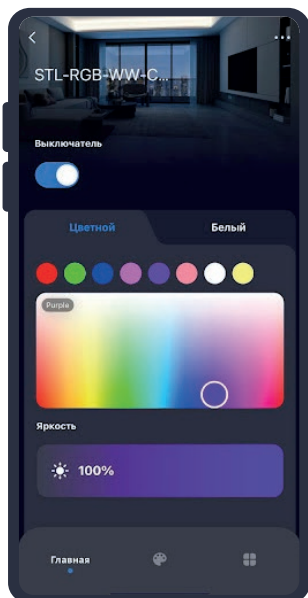 STL-RGB-WW-C...
Выключатель
Цветной Белый
Purple
Яркость
100%
Главная